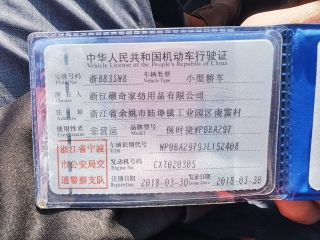 中华人民共和国机动车行驶证
Vehicle License of the People's Republic of China
号牌号码 浙B835W8 车辆类型 小型轿车
Plate No. Vehicle Type
所有人 浙江硕奇家纺用品有限公司
Owner
住址 浙江省余姚市陆埠镇工业园区南雷村
Address
使用性质 非营运 品牌型号 保时捷WP0BA297
Model
浙江省宁波
市公安局交
通警察支队
车辆识别代号 WP0BA2979JL152408
VIN
发动机号码 CXZ020305
Engine No.
注册日期 2018-03-30 发证日期 2018-03-30
Register Date Issue Date